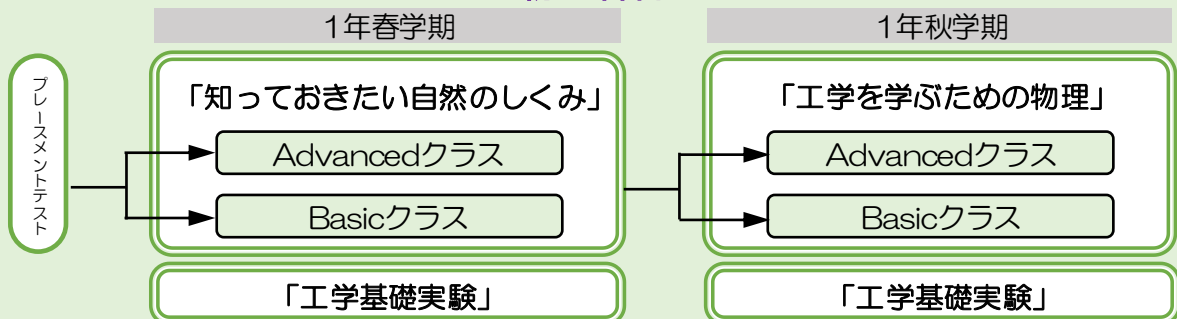 1年春学期
1年秋学期
プレースメントテスト
「知っておきたい自然のしくみ」
Advancedクラス
Basicクラス
「工学基礎実験」
「工学を学ぶための物理」
Advancedクラス
Basicクラス
「工学基礎実験」